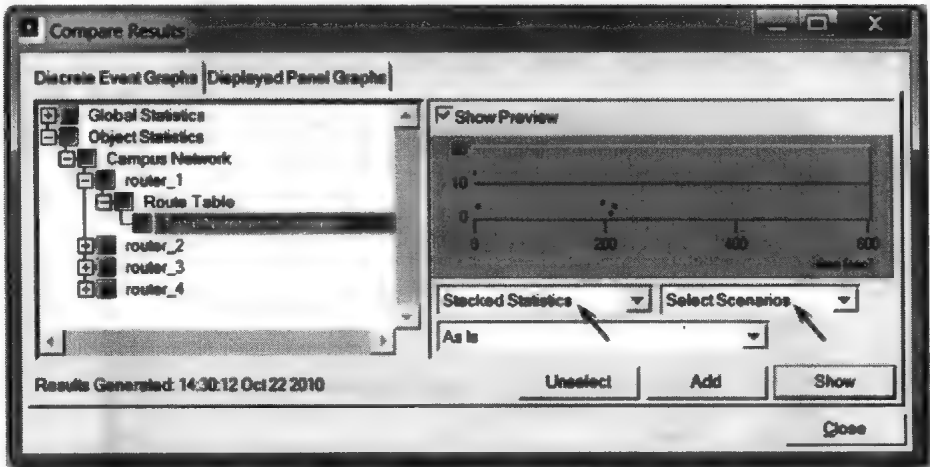 Compare Results
Discrete Event Graphs Displayed Panel Graphs
Global Statistics
Object Statistics
Campus Network
router_1
Route Table
router_2
router_3
router_4
Show Preview
10
0
0 200 400 600
Stacked Statistics
Select Scenarios
As Is
Results Generated: 14:30:12 Oct 22 2010
Unselect Add Show
Close